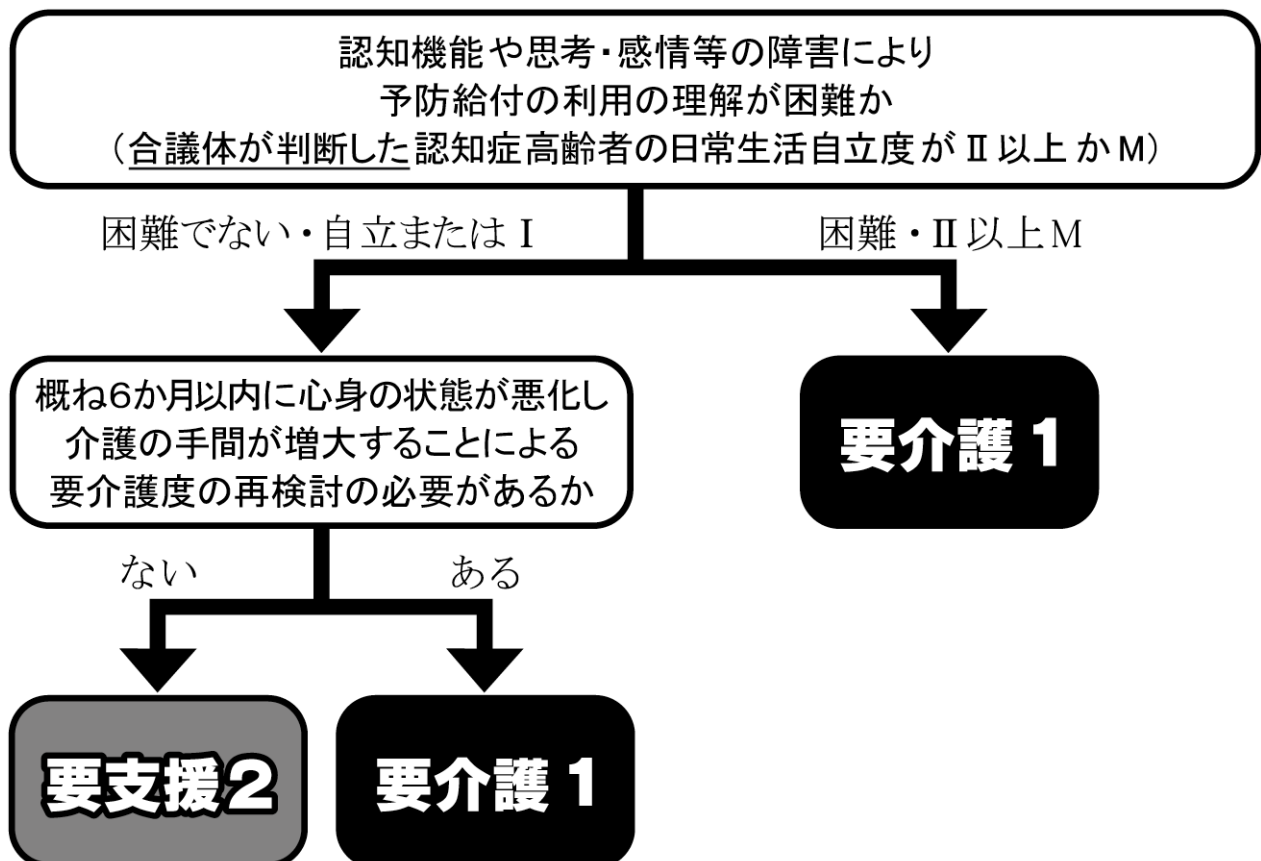 認知機能や思考・感情等の障害により
予防給付の利用の理解が困難か
（合議体が判断した認知症高齢者の日常生活自立度がⅡ以上かM）
困難でない・自立またはⅠ
困難・Ⅱ以上M
概ね６か月以内に心身の状態が悪化し
介護の手間が増大することによる
要介護度の再検討の必要があるか
要介護１
ない
ある
要支援２
要介護１